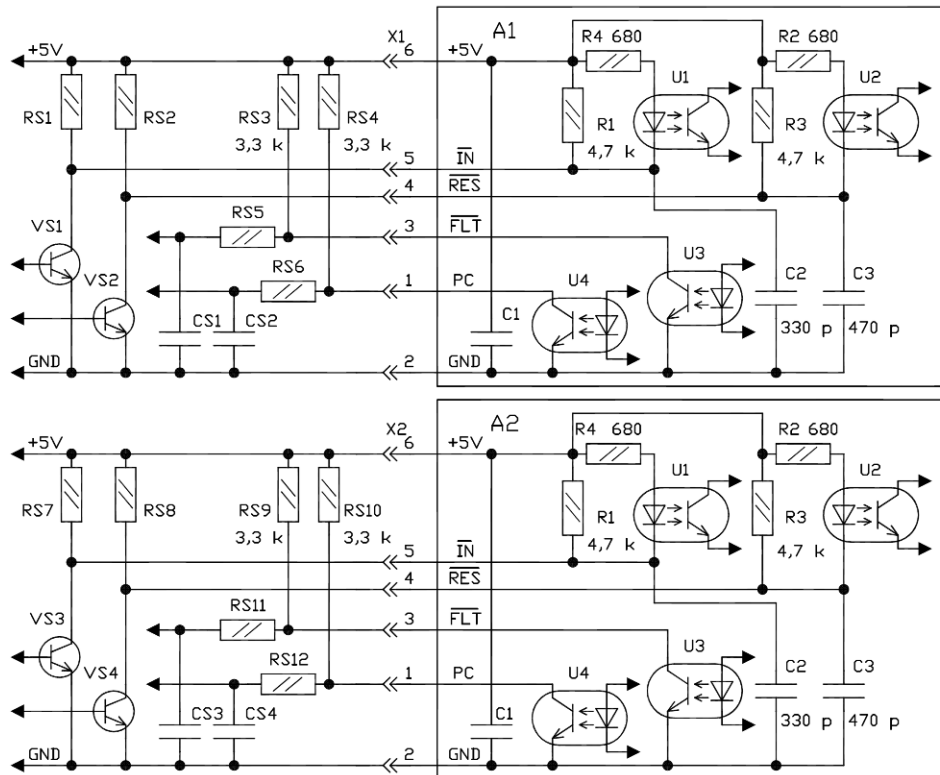 X1
A1
R4 680
R2 680
+5V
6
+5V
U1
U2
RS1
RS2
RS3
RS4
3,3 k
3,3 k
R1
4,7 k
R3
4,7 k
5
IN
4
RES
RS5
3
FLT
VS1
RS6
U3
VS2
1
PC
U4
C2
C3
CS1
CS2
C1
330 p
470 p
GND
2
GND
X2
A2
R4 680
R2 680
+5V
6
+5V
U1
U2
RS7
RS8
RS9
RS10
3,3 k
3,3 k
R1
4,7 k
R3
4,7 k
5
IN
4
RES
RS11
3
FLT
VS3
RS12
U3
VS4
1
PC
U4
C2
C3
CS3
CS4
C1
330 p
470 p
GND
2
GND